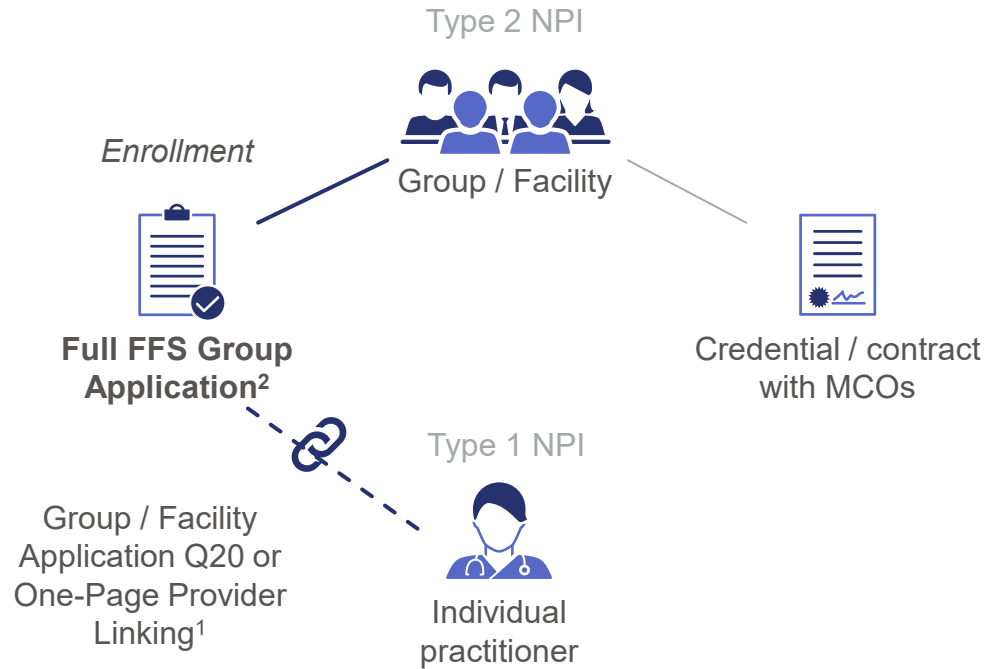 Type 2 NPI
Enrollment
Group / Facility
Full FFS Group
Application²
Credential / contract
with MCOs
Type 1 NPI
Group / Facility
Application Q20 or
One-Page Provider
Linking¹
Individual
practitioner